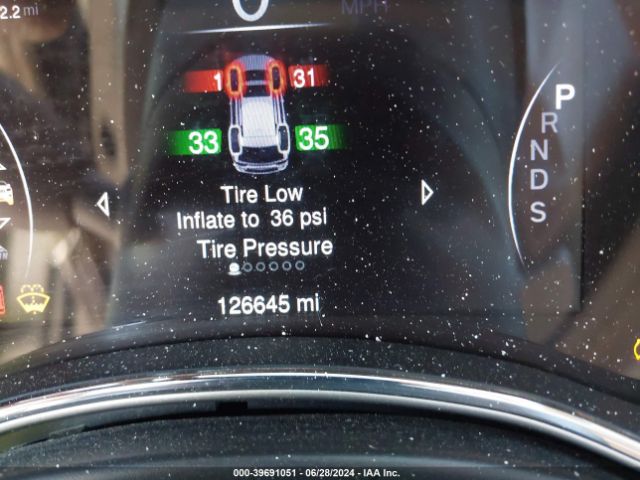 2.2 mi
0 MPH
1 31
33 35
Tire Low
Inflate to 36 psi
Tire Pressure
126645 mi
P
R
N
D
S
000-39691051 | 06/28/2024 | IAA Inc.